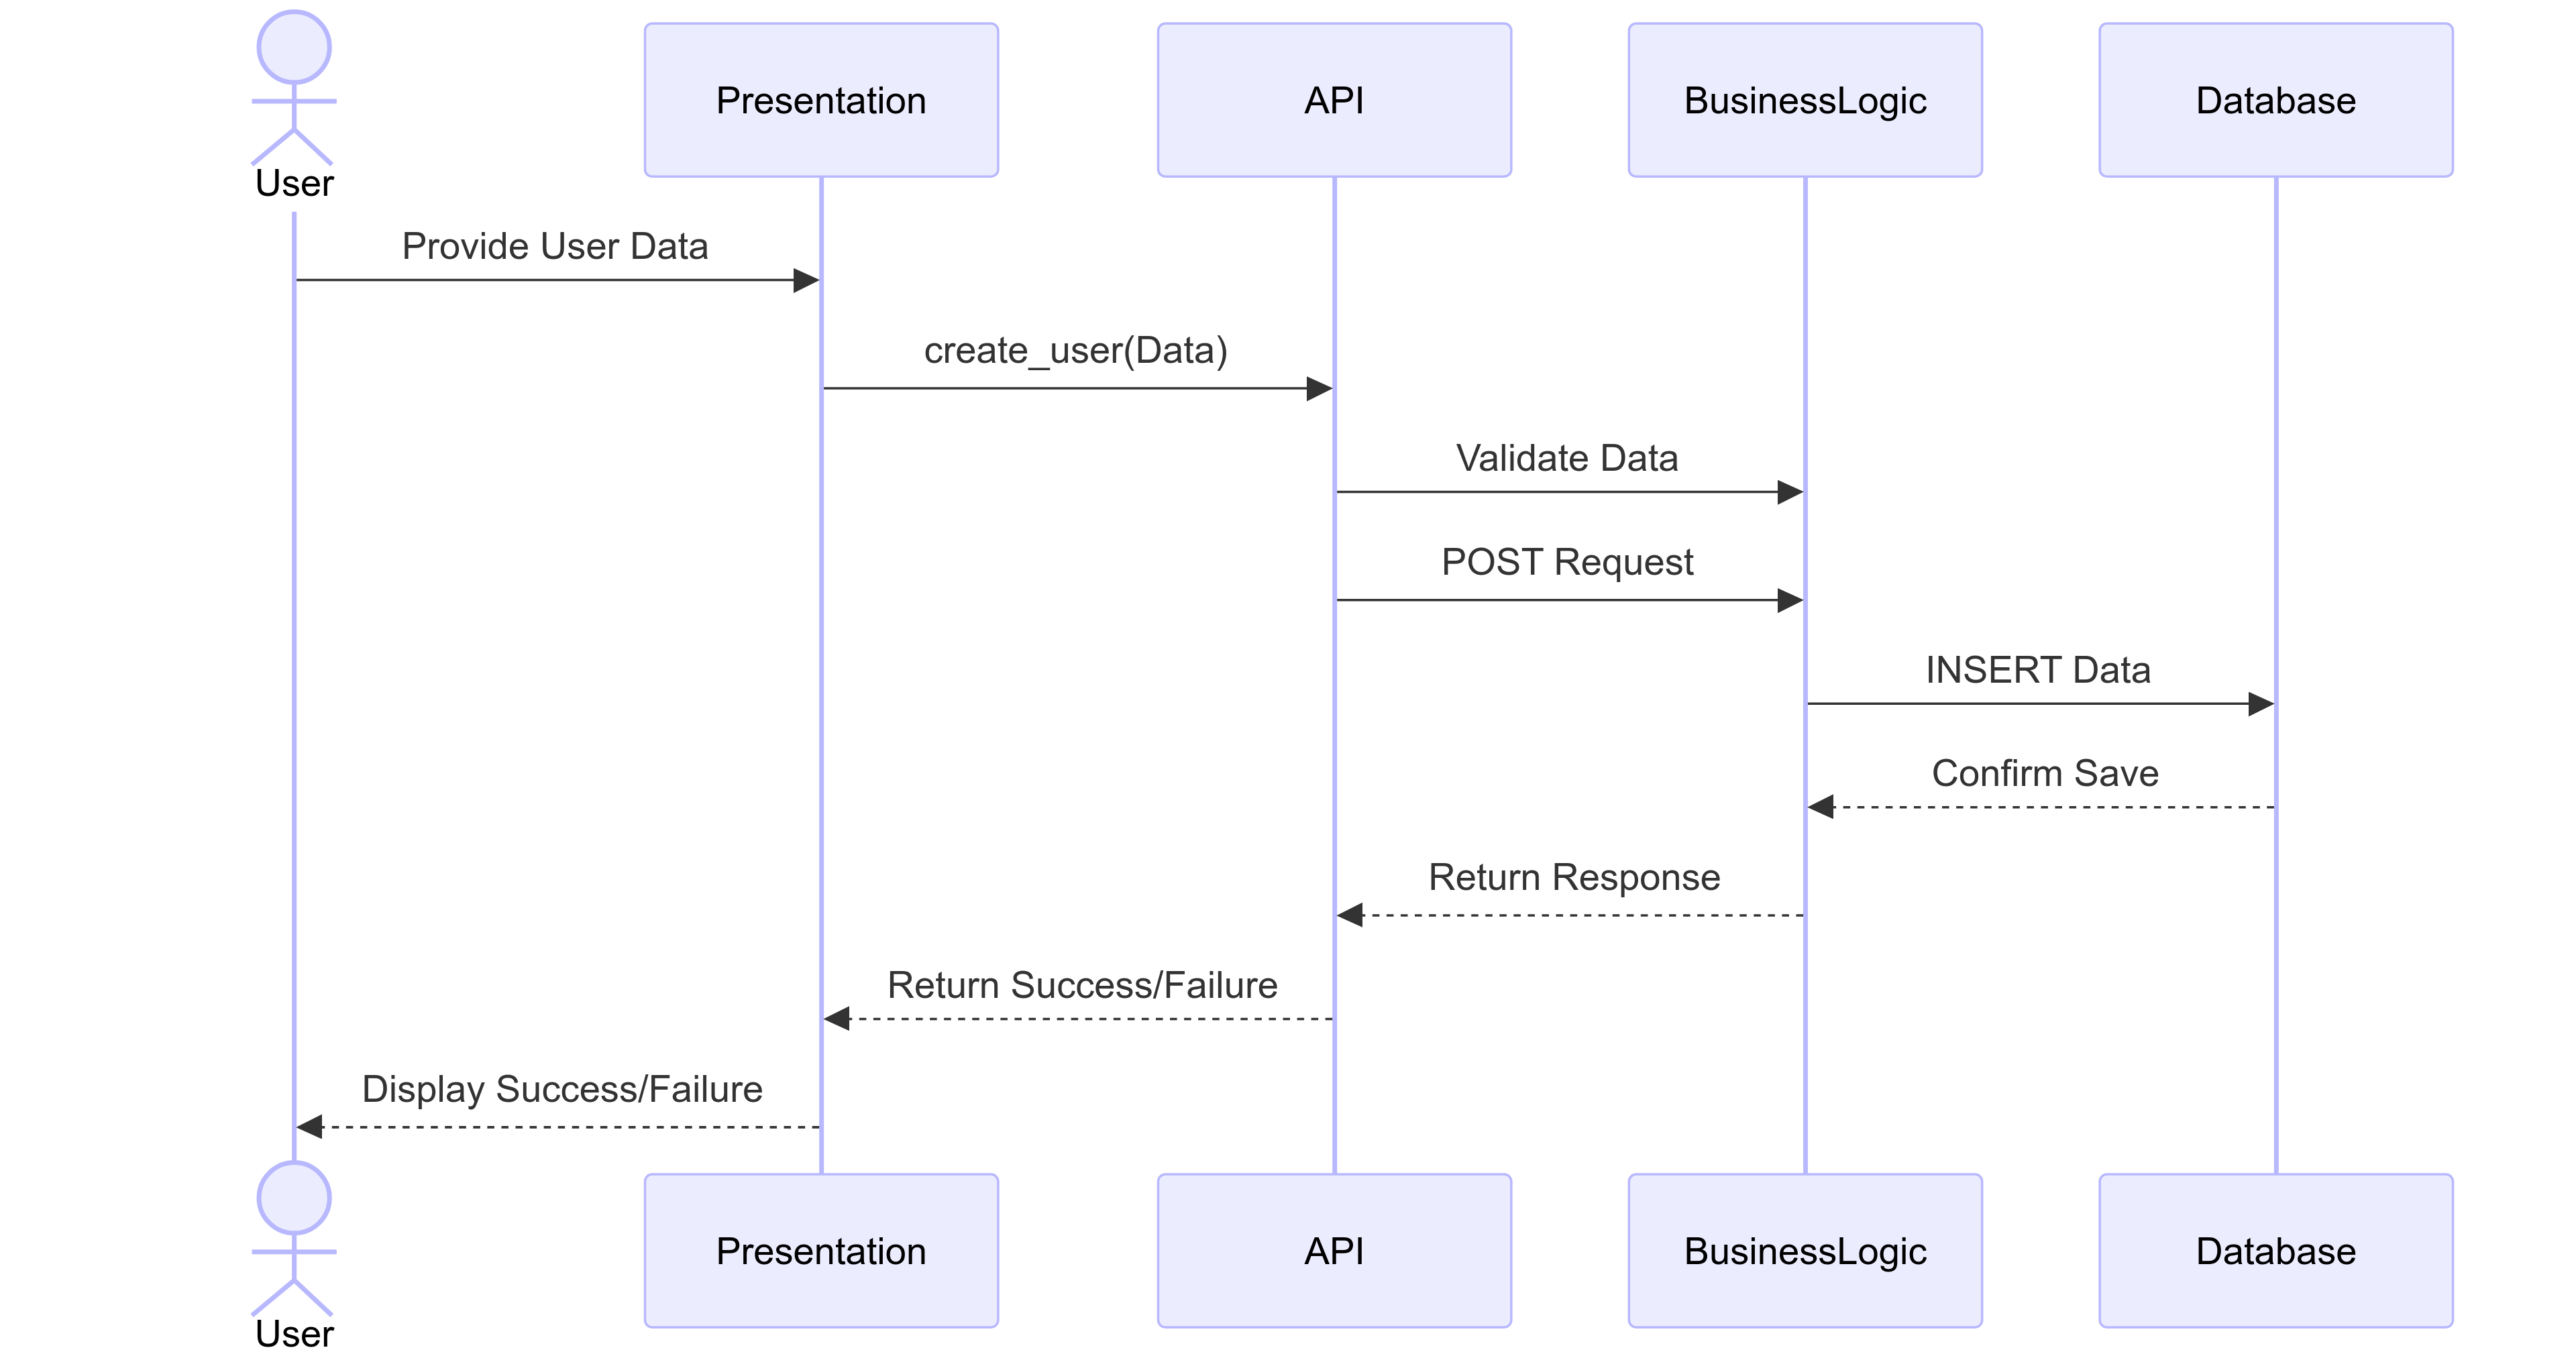 User
Presentation
API
BusinessLogic
Database
Provide User Data
create_user(Data)
Validate Data
POST Request
INSERT Data
Confirm Save
Return Response
Return Success/Failure
Display Success/Failure
User
Presentation
API
BusinessLogic
Database